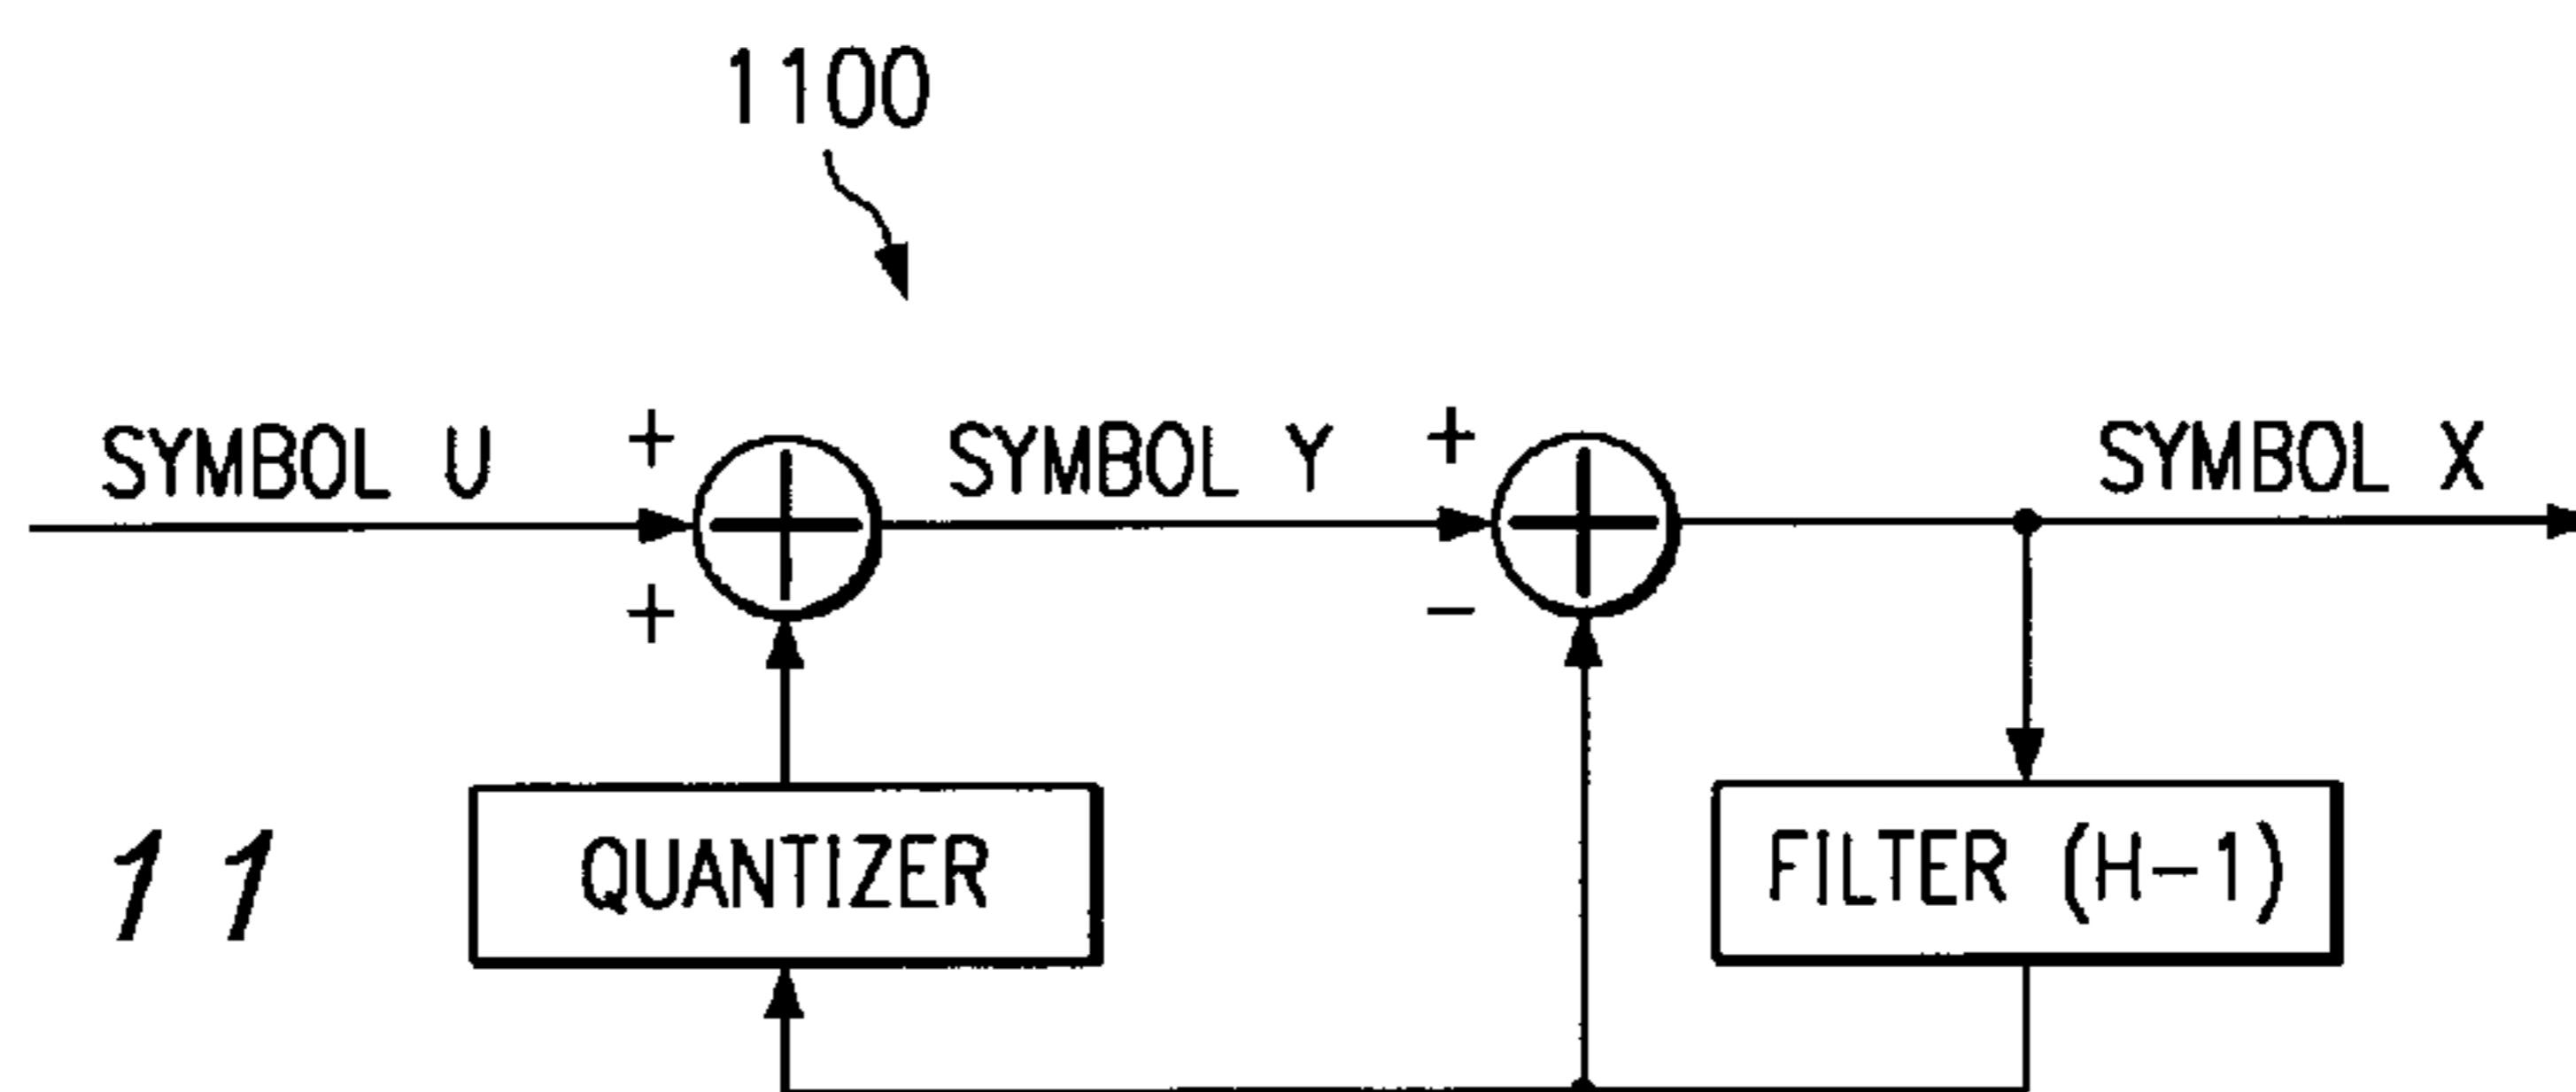 1100
SYMBOL U
+
SYMBOL Y
+
SYMBOL X
+
-
11
QUANTIZER
FILTER (H-1)